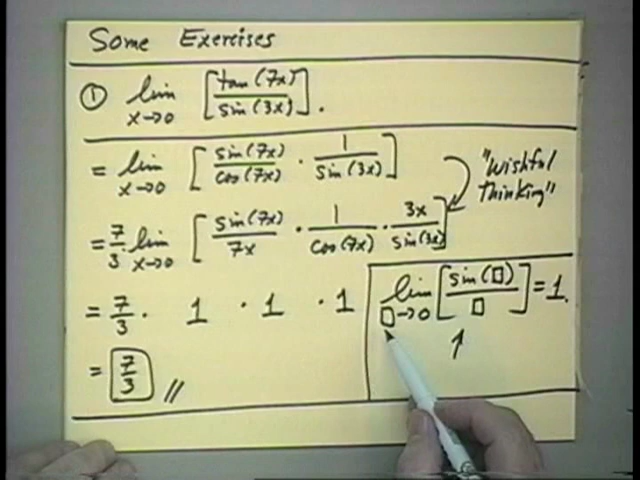 Some Exercises
① lim x→0 [tan(7x)/sin(3x)].
= lim x→0 [sin(7x)/cos(7x) · 1/sin(3x)]
"Wishful Thinking"
= 7/3 · lim x→0 [sin(7x)/7x · 1/cos(7x) · 3x/sin(3x)]
= 7/3 · 1 · 1 · 1
lim □→0 [sin(□)/□] = 1.
= 7/3 //